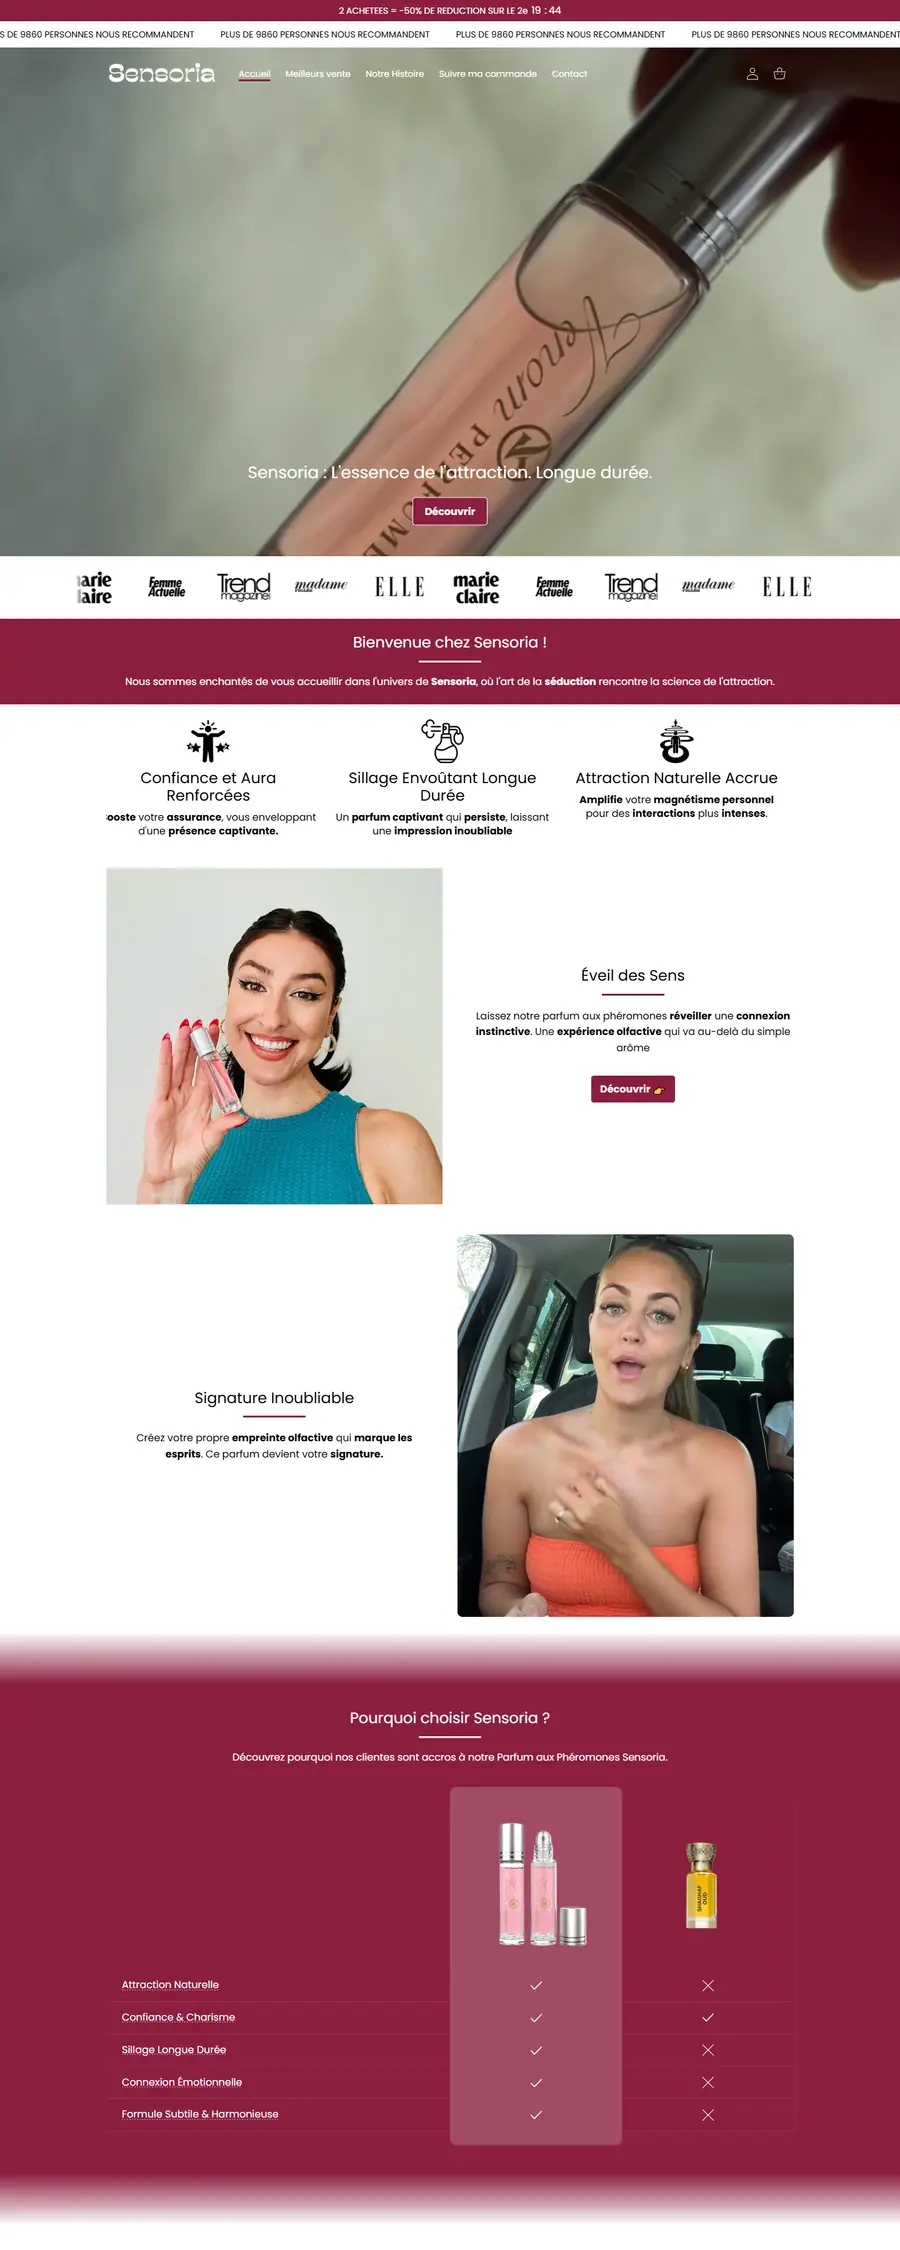 2 ACHETEES = -50% DE REDUCTION SUR LE 2e 19 : 44
S DE 9860 PERSONNES NOUS RECOMMANDENT PLUS DE 9860 PERSONNES NOUS RECOMMANDENT PLUS DE 9860 PERSONNES NOUS RECOMMANDENT PLUS DE 9860 PERSONNES NOUS RECOMMANDENT
Sensoria Accueil Meilleurs vente Notre Histoire Suivre ma commande Contact
Venom
PERFUME
Sensoria : L'essence de l'attraction. Longue durée.
Découvrir
arie laire Femme Actuelle Trend magazine madame ELLE marie claire Femme Actuelle Trend magazine madame ELLE
Bienvenue chez Sensoria !
Nous sommes enchantés de vous accueillir dans l'univers de Sensoria, où l'art de la séduction rencontre la science de l'attraction.
Confiance et Aura
Renforcées
ooste votre assurance, vous enveloppant
d'une présence captivante.
Sillage Envoûtant Longue
Durée
Un parfum captivant qui persiste, laissant
une impression inoubliable
Attraction Naturelle Accrue
Amplifie votre magnétisme personnel
pour des interactions plus intenses.
Éveil des Sens
Laissez notre parfum aux phéromones réveiller une connexion
instinctive. Une expérience olfactive qui va au-delà du simple
arôme
Découvrir 👉
Signature Inoubliable
Créez votre propre empreinte olfactive qui marque les
esprits. Ce parfum devient votre signature.
Pourquoi choisir Sensoria ?
Découvrez pourquoi nos clientes sont accros à notre Parfum aux Phéromones Sensoria.
SHAGHAF
OUD
Attraction Naturelle
Confiance & Charisme
Sillage Longue Durée
Connexion Émotionnelle
Formule Subtile & Harmonieuse